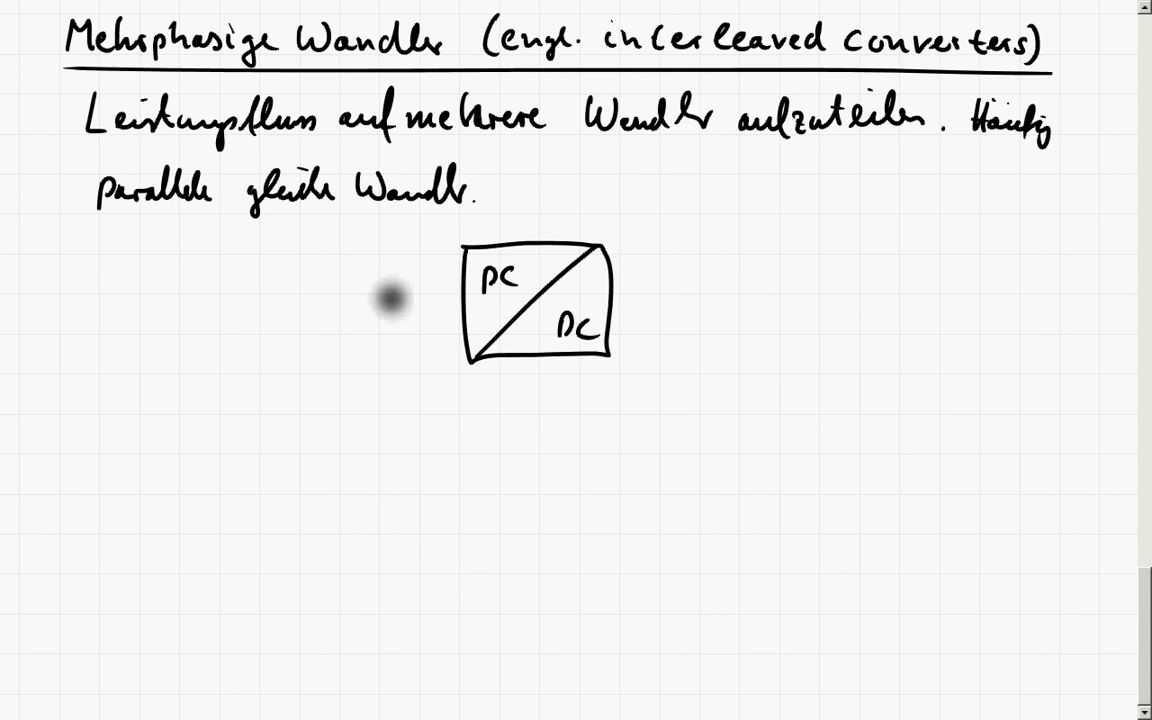 Mehrphasige Wandler (engl. interleaved converters)
Leistungsfluss auf mehrere Wandler aufzuteilen. Häufig
parallele gleiche Wandler.
DC
DC